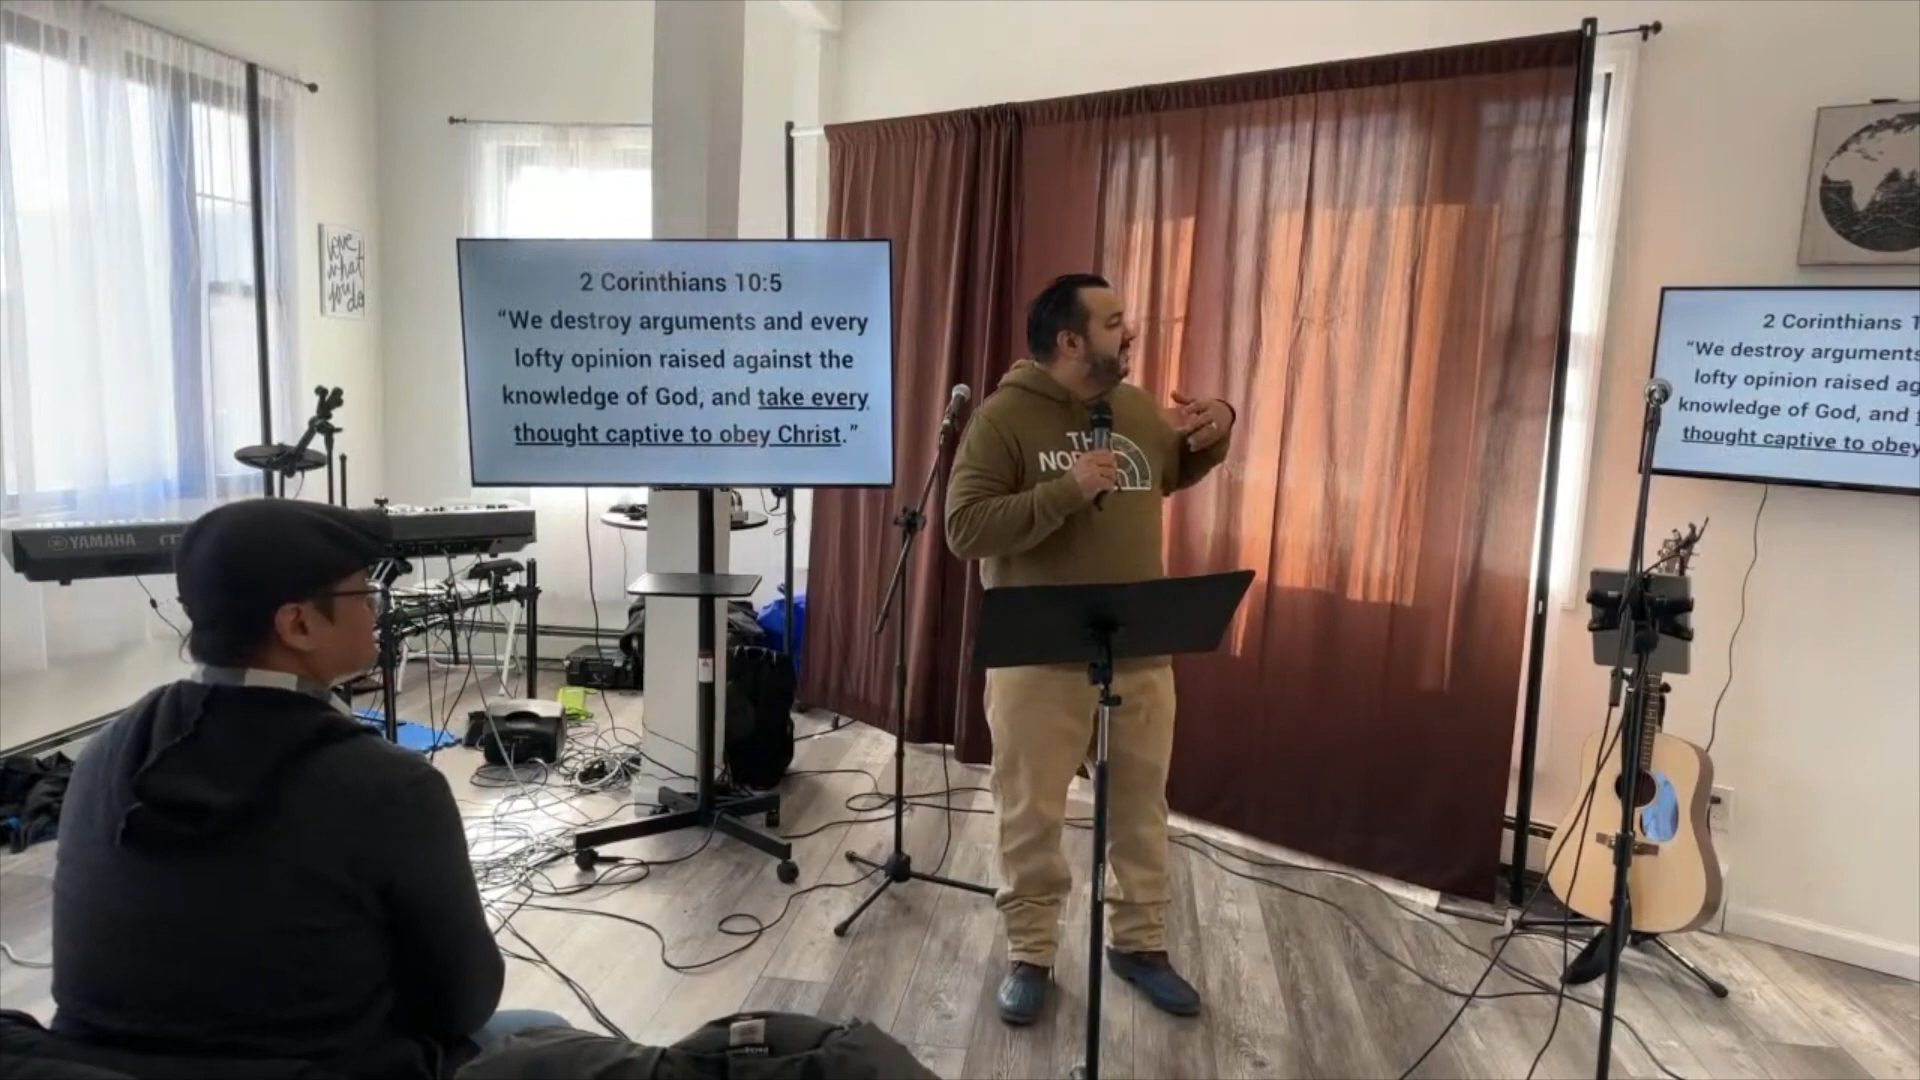 love
what
you do
2 Corinthians 10:5
“We destroy arguments and every
lofty opinion raised against the
knowledge of God, and take every
thought captive to obey Christ.”
YAMAHA
2 Corinthians
“We destroy arguments
lofty opinion raised
knowledge of God, and
thought captive to obey